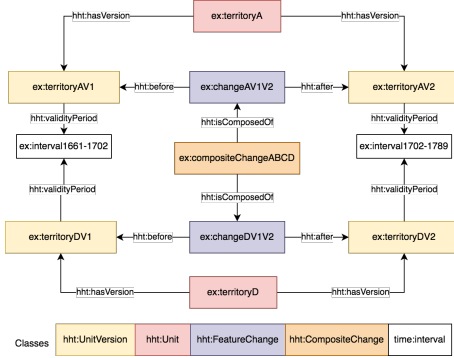 ex:territoryA
hht:hasVersion hht:hasVersion
ex:territoryAV1 hht:before ex:changeAV1V2 hht:after ex:territoryAV2
hht:validityPeriod hht:isComposedOf hht:validityPeriod
ex:interval1661-1702 ex:compositeChangeABCD ex:interval1702-1789
hht:validityPeriod hht:isComposedOf hht:validityPeriod
ex:territoryDV1 hht:before ex:changeDV1V2 hht:after ex:territoryDV2
hht:hasVersion ex:territoryD hht:hasVersion
Classes hht:UnitVersion hht:Unit hht:FeatureChange hht:CompositeChange time:interval